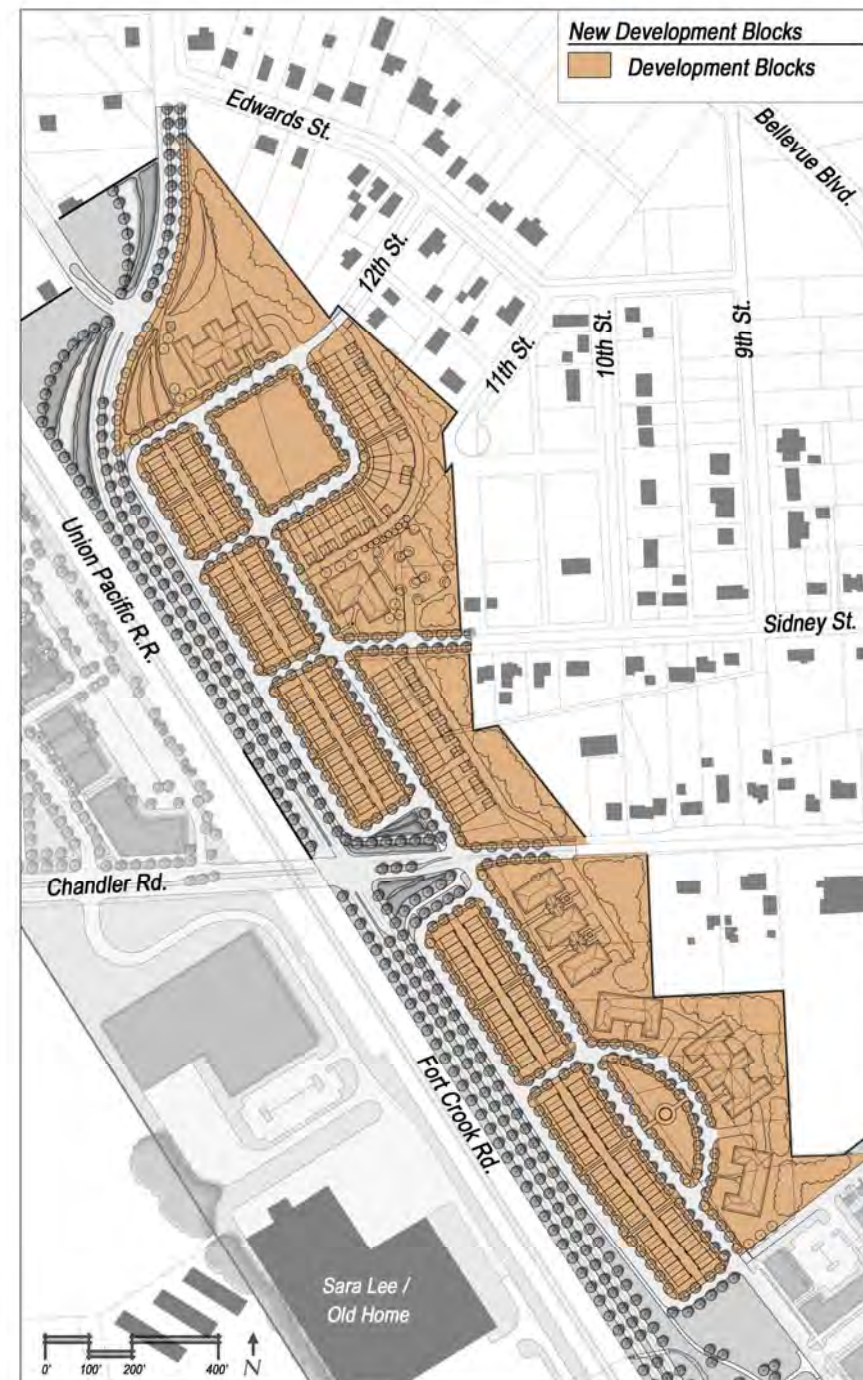 New Development Blocks
Development Blocks
Edwards St.
Bellevue Blvd.
12th St.
11th St.
10th St.
9th St.
Union Pacific R.R.
Sidney St.
Chandler Rd.
Fort Crook Rd.
Sara Lee /
Old Home
0' 100' 200' 400' N